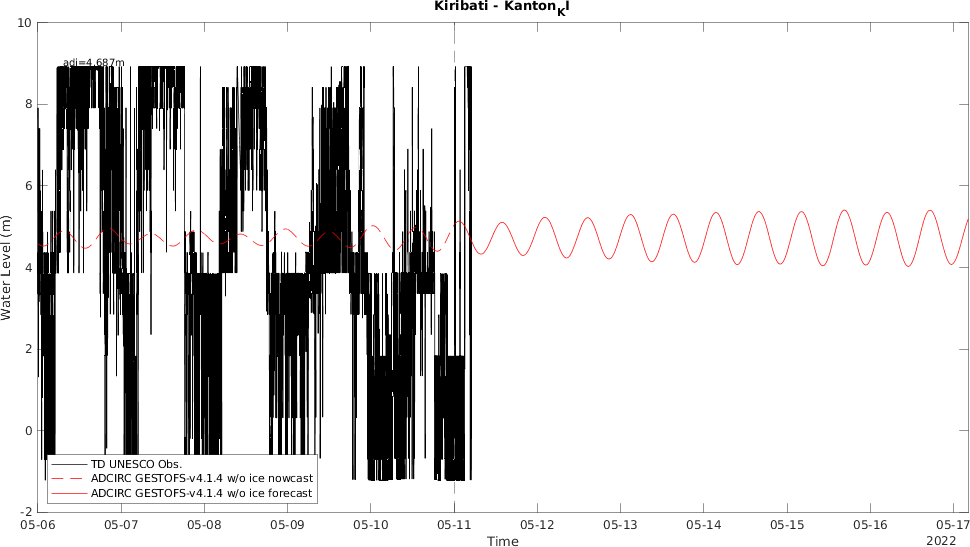 Kiribati - Kanton_KI
10
8
6
4
2
0
-2
Water Level (m)
adj=4.687m
TD UNESCO Obs.
ADCIRC GESTOFS-v4.1.4 w/o ice nowcast
ADCIRC GESTOFS-v4.1.4 w/o ice forecast
05-06 05-07 05-08 05-09 05-10 05-11 05-12 05-13 05-14 05-15 05-16 05-17
Time
2022